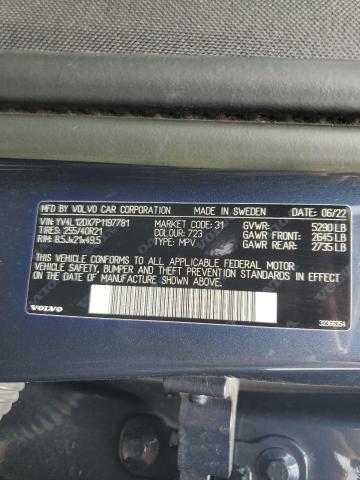 MFD BY VOLVO CAR CORPORATION MADE IN SWEDEN DATE: 06/22
VIN: YV4L12DX7P1197781 MARKET CODE: 31 GVWR: 5290 LB
TIRES: 255/40R21 COLOUR: 723 GAWR FRONT: 2645 LB
RIM: 8.5Jx21x49.5 TYPE: MPV GAWR REAR: 2735 LB
THIS VEHICLE CONFORMS TO ALL APPLICABLE FEDERAL MOTOR
VEHICLE SAFETY, BUMPER AND THEFT PREVENTION STANDARDS IN EFFECT
ON THE DATE OF MANUFACTURE SHOWN ABOVE.
VOLVO 32366354